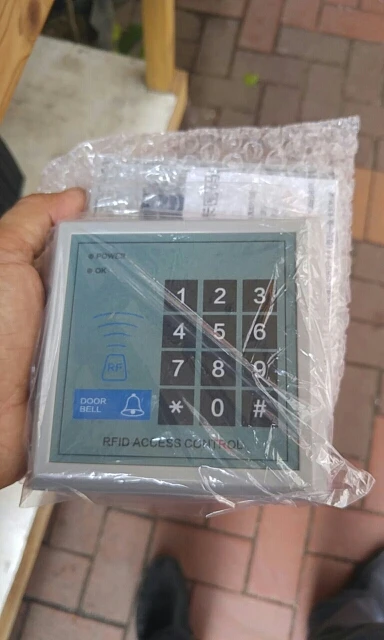 POWER
OK
1 2 3
4 5 6
7 8 9
* 0 #
RF
DOOR
BELL
RFID ACCESS CONTROL